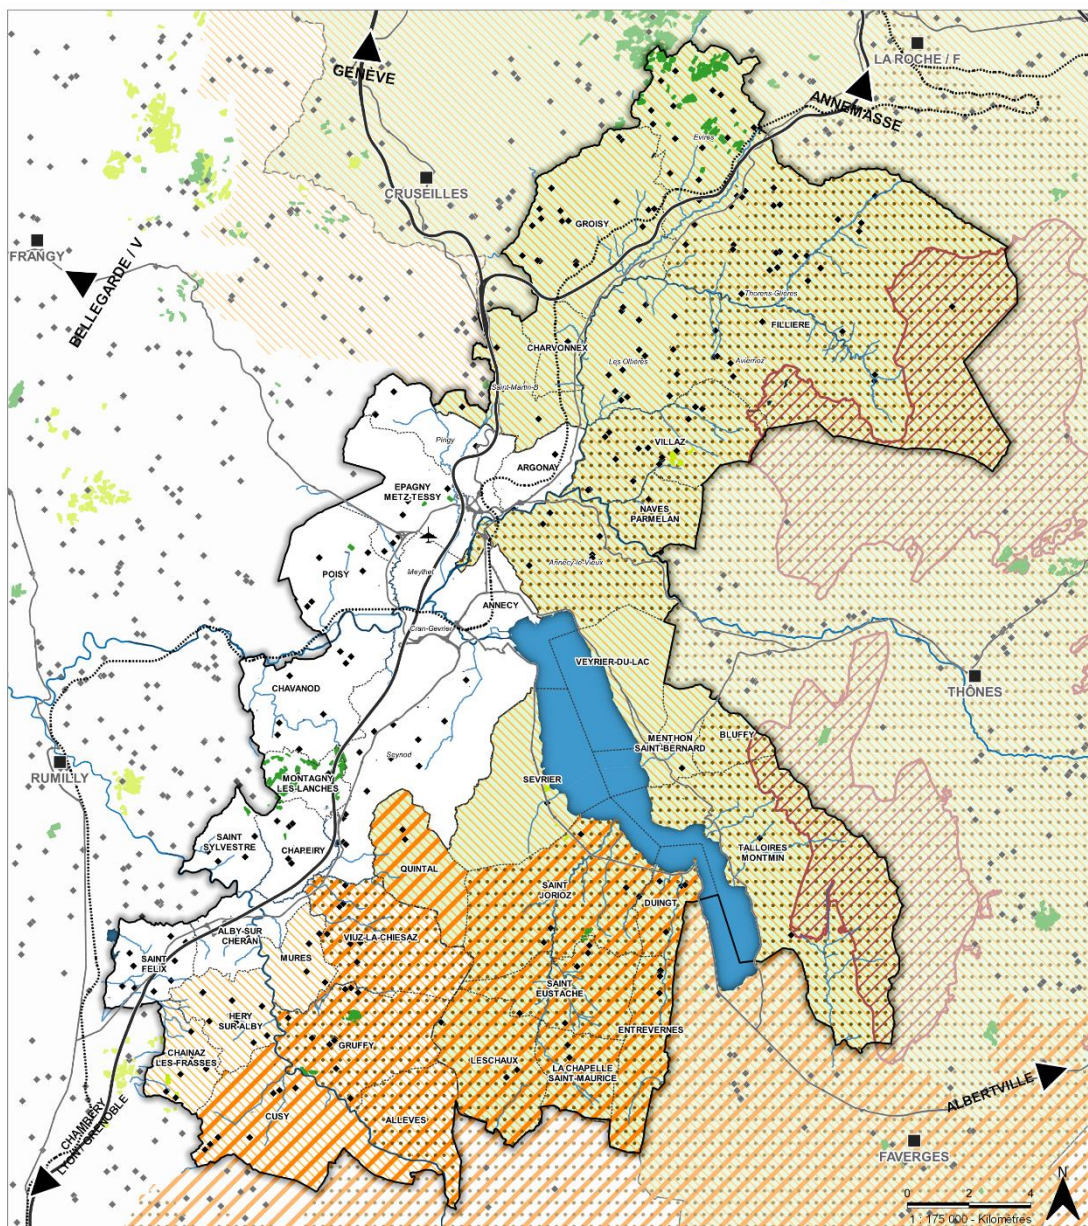 GENÈVE
LA ROCHE / F
ANNEMASSE
Evires
CRUSEILLES
GROISY
FRANGY
BELLEGARDE / V
Thorens-Glières
FILLIERE
CHARVONNEX
Les Ollières
Aviernoz
Saint-Martin-B
Pringy
VILLAZ
ARGONAY
EPAGNY
METZ-TESSY
NAVES
PARMELAN
Annecy-le-Vieux
POISY
Meythet
ANNECY
Cran-Gevrier
VEYRIER-DU-LAC
CHAVANOD
THÔNES
MENTHON
SAINT-BERNARD
BLUFFY
Seynod
RUMILLY
MONTAGNY
LES-LANCHES
SEVRIER
SAINT
SYLVESTRE
CHAPEIRY
TALLOIRES
MONTMIN
QUINTAL
SAINT
JORIOZ
DUINGT
ALBY-SUR
CHERAN
VIUZ-LA-CHIESAZ
MURES
SAINT
FELIX
SAINT
EUSTACHE
HERY
SUR-ALBY
ENTREVERNES
GRUFFY
CHAINAZ
LES-FRASSES
LESCHAUX
LA CHAPELLE
SAINT-MAURICE
CUSY
ALLEVES
ALBERTVILLE
CHAMBÉRY
LYON / GRENOBLE
FAVERGES
N
0 2 4
1 : 175 000 - Kilomètres